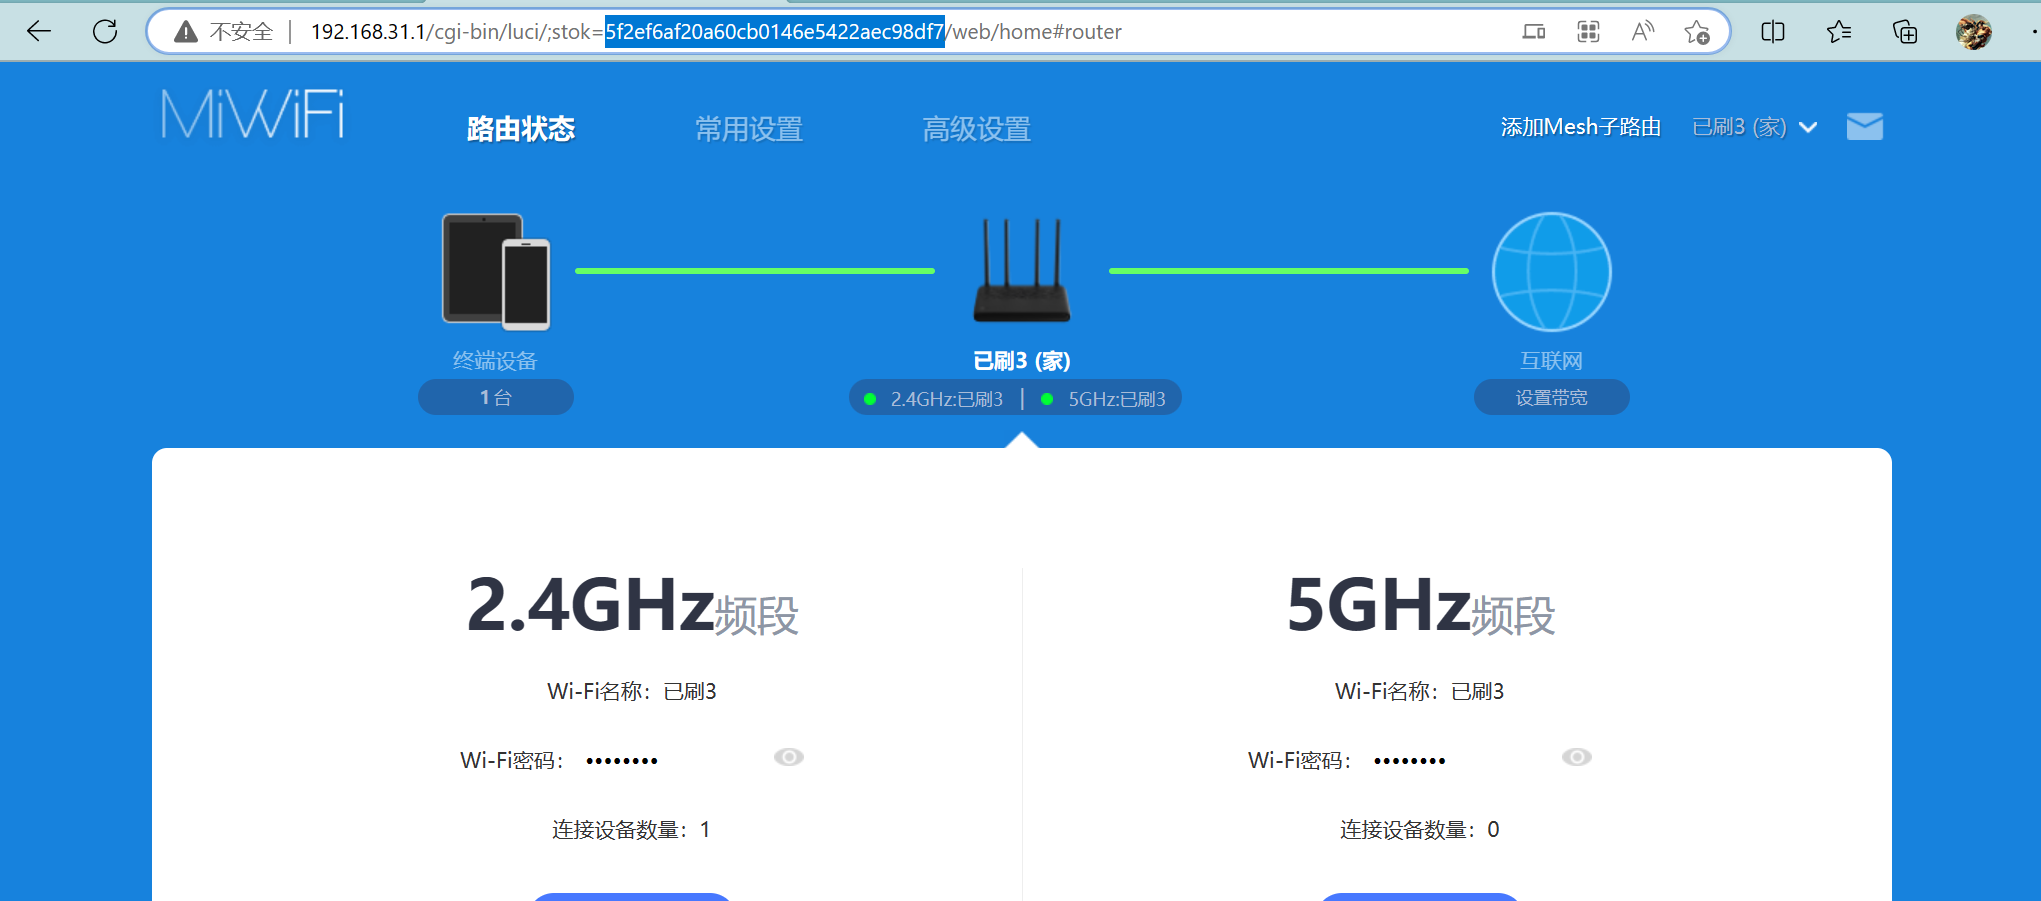 不安全 | 192.168.31.1/cgi-bin/luci/;stok=5f2ef6af20a60cb0146e5422aec98df7/web/home#router
MiWiFi 路由状态 常用设置 高级设置 添加Mesh子路由 已刷3 (家)
终端设备 已刷3 (家) 互联网
1 台 2.4GHz:已刷3 | 5GHz:已刷3 设置带宽
2.4GHz频段 5GHz频段
Wi-Fi名称：已刷3 Wi-Fi名称：已刷3
Wi-Fi密码： •••••••• Wi-Fi密码： ••••••••
连接设备数量：1 连接设备数量：0